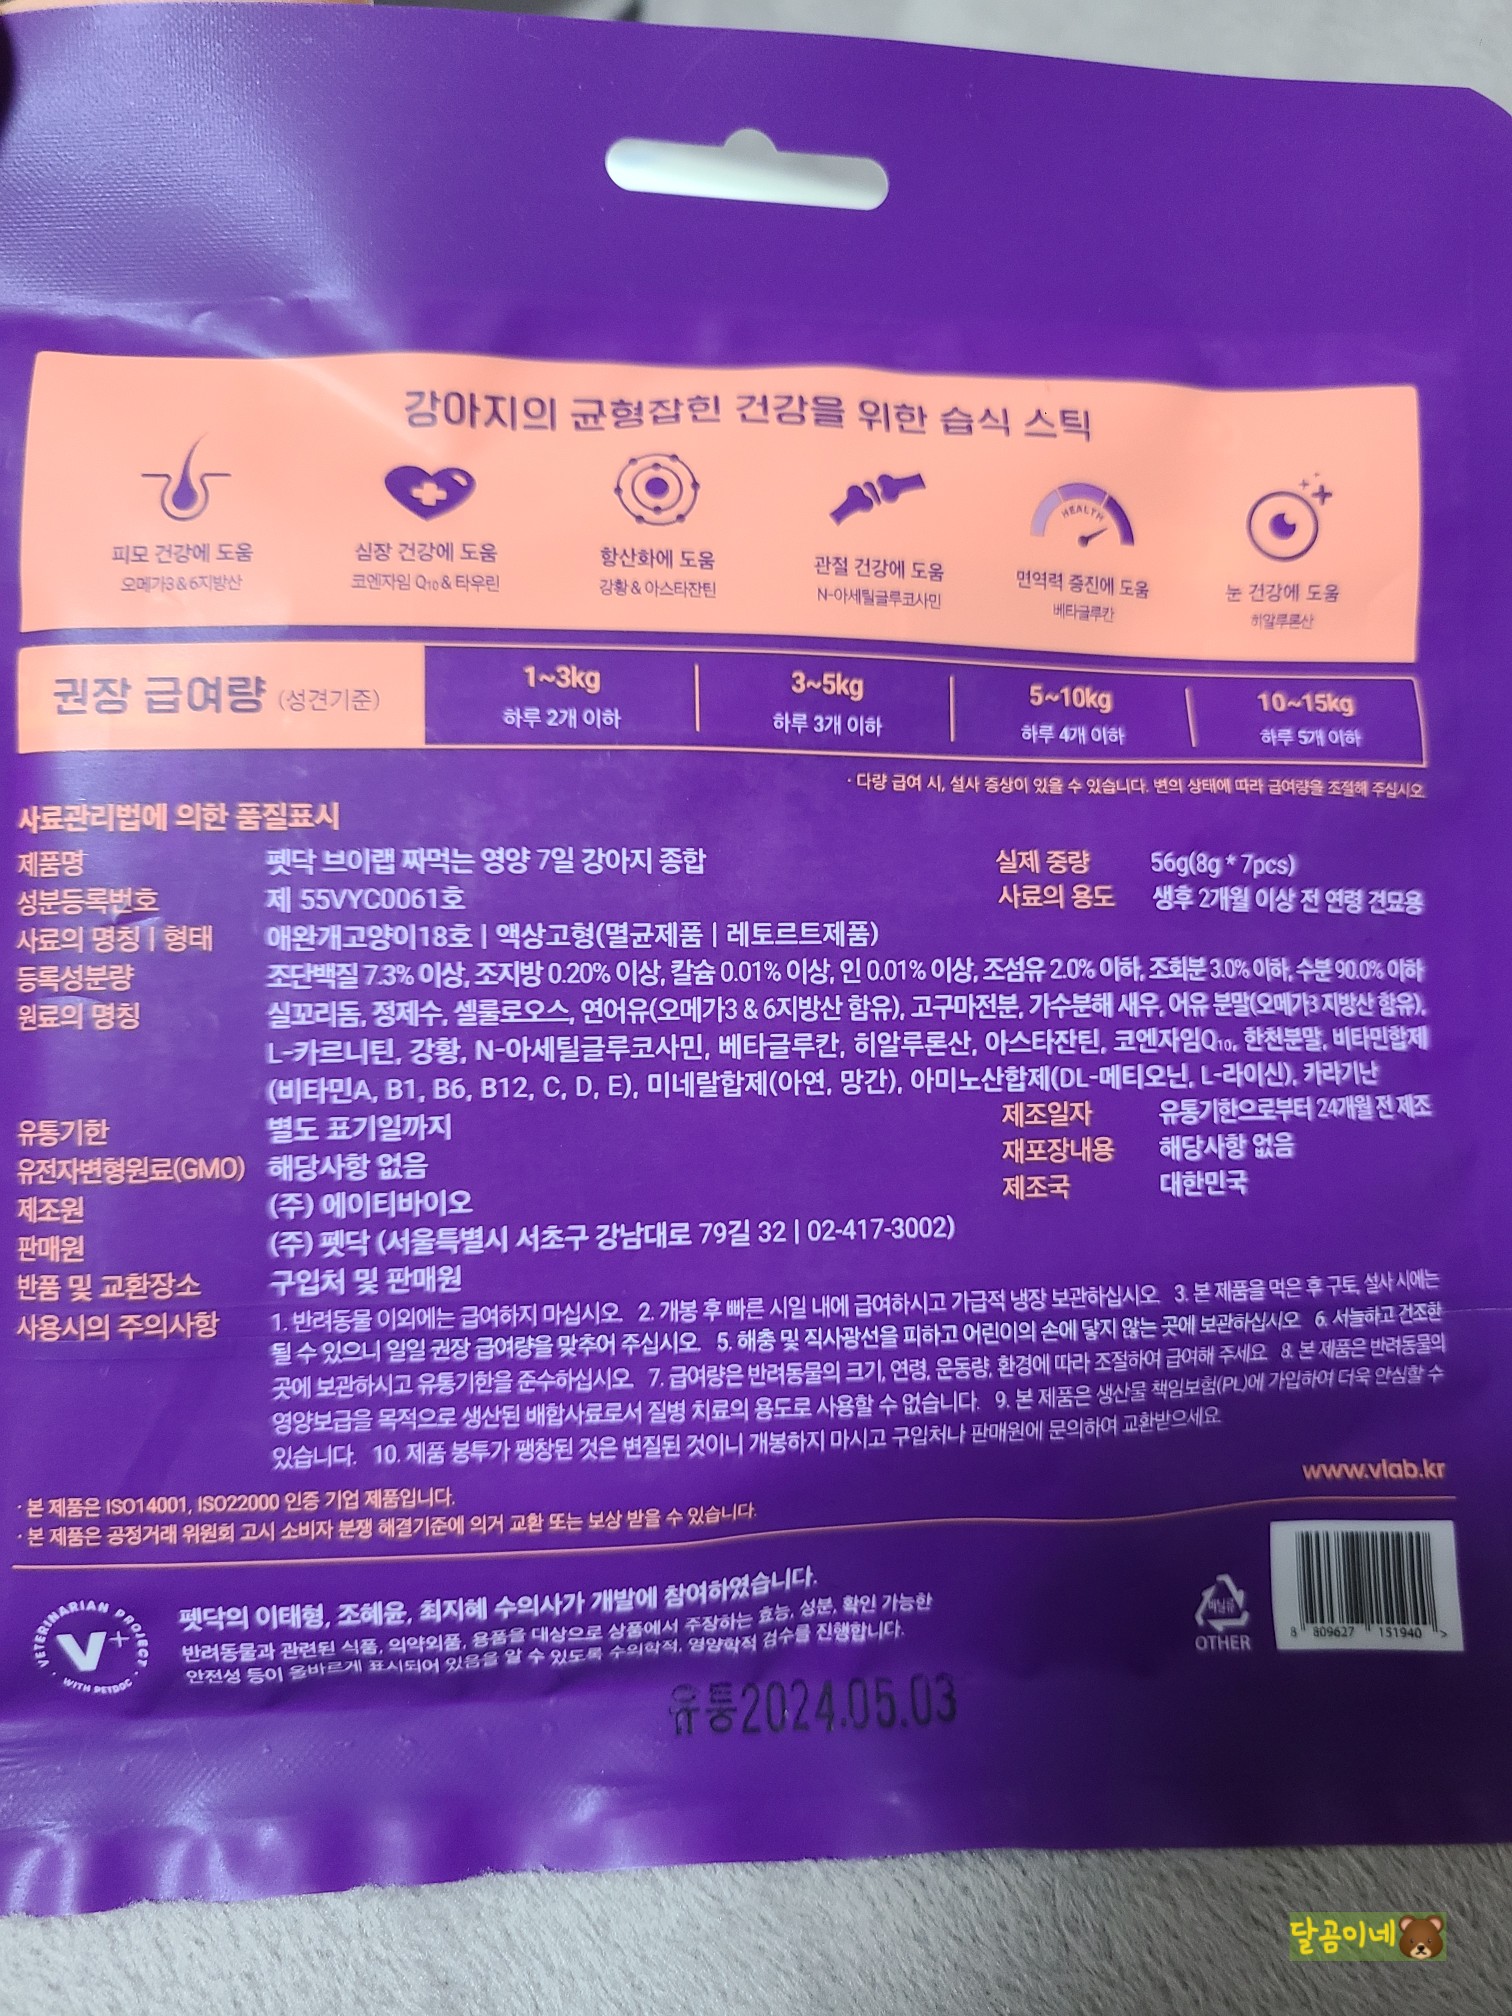 강아지의 균형잡힌 건강을 위한 습식 스틱
HEALTH
피모 건강에 도움
오메가3&6지방산
심장 건강에 도움
코엔자임 Q10 & 타우린
항산화에 도움
강황 & 아스타잔틴
관절 건강에 도움
N-아세틸글루코사민
면역력 증진에 도움
베타글루칸
눈 건강에 도움
히알루론산
권장 급여량 (성견기준)
1~3kg
하루 2개 이하
3~5kg
하루 3개 이하
5~10kg
하루 4개 이하
10~15kg
하루 5개 이하
· 다량 급여 시, 설사 증상이 있을 수 있습니다. 변의 상태에 따라 급여량을 조절해 주십시오
사료관리법에 의한 품질표시
제품명 펫닥 브이랩 짜먹는 영양 7일 강아지 종합 실제 중량 56g(8g * 7pcs)
성분등록번호 제 55VYC0061호 사료의 용도 생후 2개월 이상 전 연령 견묘용
사료의 명칭 | 형태 애완개고양이18호 | 액상고형(멸균제품 | 레토르트제품)
등록성분량 조단백질 7.3% 이상, 조지방 0.20% 이상, 칼슘 0.01% 이상, 인 0.01% 이상, 조섬유 2.0% 이하, 조회분 3.0% 이하, 수분 90.0% 이하
원료의 명칭 실꼬리돔, 정제수, 셀룰로오스, 연어유(오메가3 & 6지방산 함유), 고구마전분, 가수분해 새우, 어유 분말(오메가3 지방산 함유),
L-카르니틴, 강황, N-아세틸글루코사민, 베타글루칸, 히알루론산, 아스타잔틴, 코엔자임Q10, 한천분말, 비타민합제
(비타민A, B1, B6, B12, C, D, E), 미네랄합제(아연, 망간), 아미노산합제(DL-메티오닌, L-라이신), 카라기난
유통기한 별도 표기일까지 제조일자 유통기한으로부터 24개월 전 제조
유전자변형원료(GMO) 해당사항 없음 재포장내용 해당사항 없음
제조원 (주) 에이티바이오 제조국 대한민국
판매원 (주) 펫닥 (서울특별시 서초구 강남대로 79길 32 | 02-417-3002)
반품 및 교환장소 구입처 및 판매원
사용시의 주의사항 1. 반려동물 이외에는 급여하지 마십시오 2. 개봉 후 빠른 시일 내에 급여하시고 가급적 냉장 보관하십시오 3. 본 제품을 먹은 후 구토, 설사 시에는
될 수 있으니 일일 권장 급여량을 맞추어 주십시오 5. 해충 및 직사광선을 피하고 어린이의 손에 닿지 않는 곳에 보관하십시오 6. 서늘하고 건조한
곳에 보관하시고 유통기한을 준수하십시오 7. 급여량은 반려동물의 크기, 연령, 운동량, 환경에 따라 조절하여 급여해 주세요 8. 본 제품은 반려동물의
영양보급을 목적으로 생산된 배합사료로서 질병 치료의 용도로 사용할 수 없습니다. 9. 본 제품은 생산물 책임보험(PL)에 가입하여 더욱 안심할 수
있습니다. 10. 제품 봉투가 팽창된 것은 변질된 것이니 개봉하지 마시고 구입처나 판매원에 문의하여 교환받으세요
www.vlab.kr
· 본 제품은 ISO14001, ISO22000 인증 기업 제품입니다.
· 본 제품은 공정거래 위원회 고시 소비자 분쟁 해결기준에 의거 교환 또는 보상 받을 수 있습니다.
VETERINARIAN PROJECT
V+
WITH PETDOC
펫닥의 이태형, 조혜윤, 최지혜 수의사가 개발에 참여하였습니다.
반려동물과 관련된 식품, 의약외품, 용품을 대상으로 상품에서 주장하는 효능, 성분, 확인 가능한
안전성 등이 올바르게 표시되어 있음을 알 수 있도록 수의학적, 영양학적 검수를 진행합니다.
비닐류
OTHER
8 809627 151940 >
유통2024.05.03
달곰이네